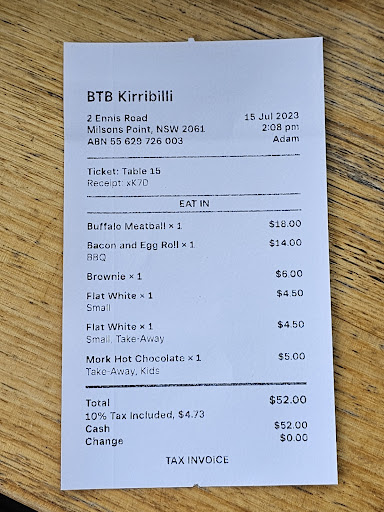 BTB Kirribilli
2 Ennis Road 15 Jul 2023
Milsons Point, NSW 2061 2:08 pm
ABN 55 629 726 003 Adam
Ticket: Table 15
Receipt: xK7D
EAT IN
Buffalo Meatball × 1 $18.00
Bacon and Egg Roll × 1 $14.00
BBQ
Brownie × 1 $6.00
Flat White × 1 $4.50
Small
Flat White × 1 $4.50
Small, Take-Away
Mork Hot Chocolate × 1 $5.00
Take-Away, Kids
Total $52.00
10% Tax Included, $4.73
Cash $52.00
Change $0.00
TAX INVOICE